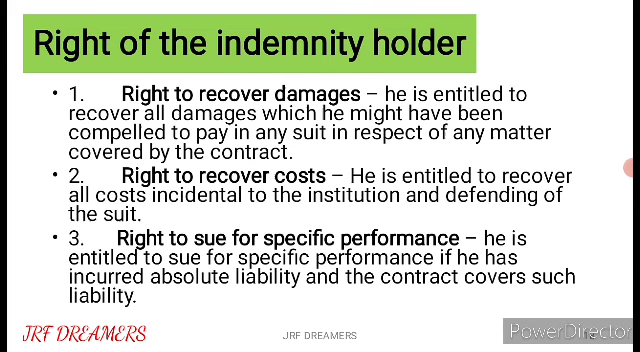 Right of the indemnity holder
• 1. Right to recover damages – he is entitled to
recover all damages which he might have been
compelled to pay in any suit in respect of any matter
covered by the contract.
• 2. Right to recover costs – He is entitled to recover
all costs incidental to the institution and defending of
the suit.
• 3. Right to sue for specific performance – he is
entitled to sue for specific performance if he has
incurred absolute liability and the contract covers such
liability.
JRF DREAMERS JRF DREAMERS PowerDirector